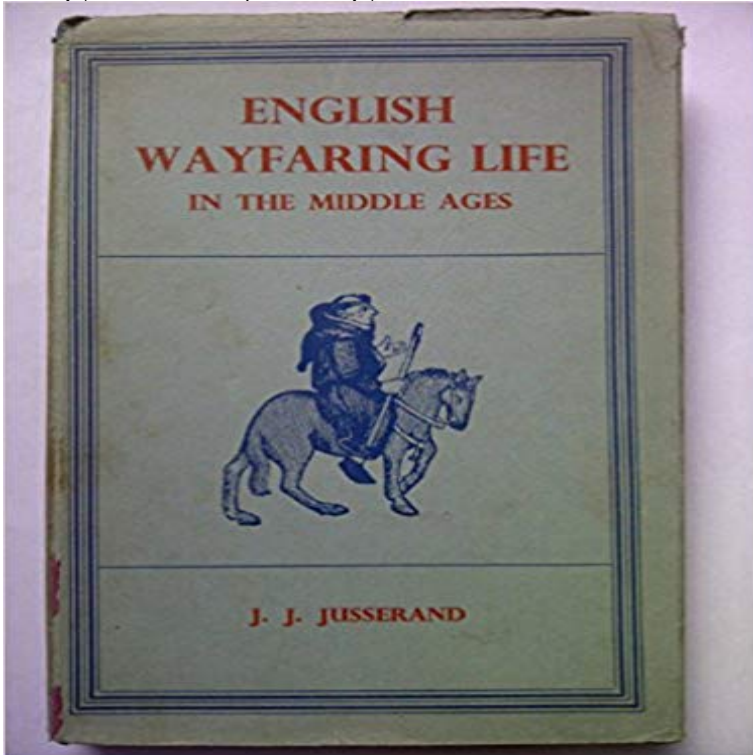 ENGLISH
WAYFARING LIFE
IN THE MIDDLE AGES
J. J. JUSSERAND